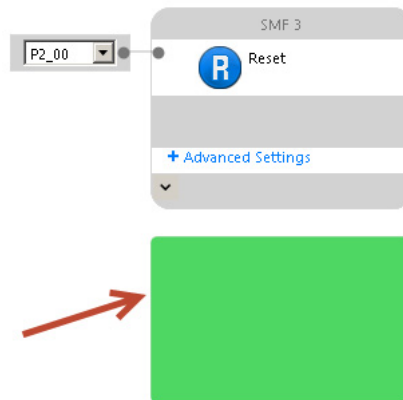 SMF 3
P2_00
R
Reset
+ Advanced Settings